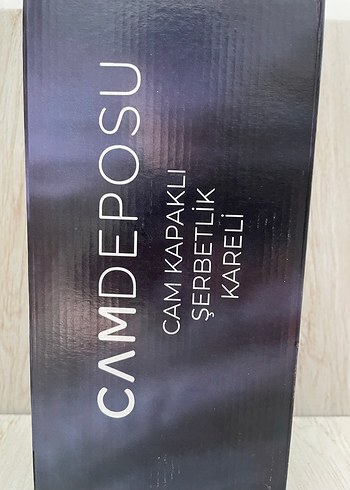 CAMDEPOSU
CAM KAPAKLI
ŞERBETLİK
KARELİ